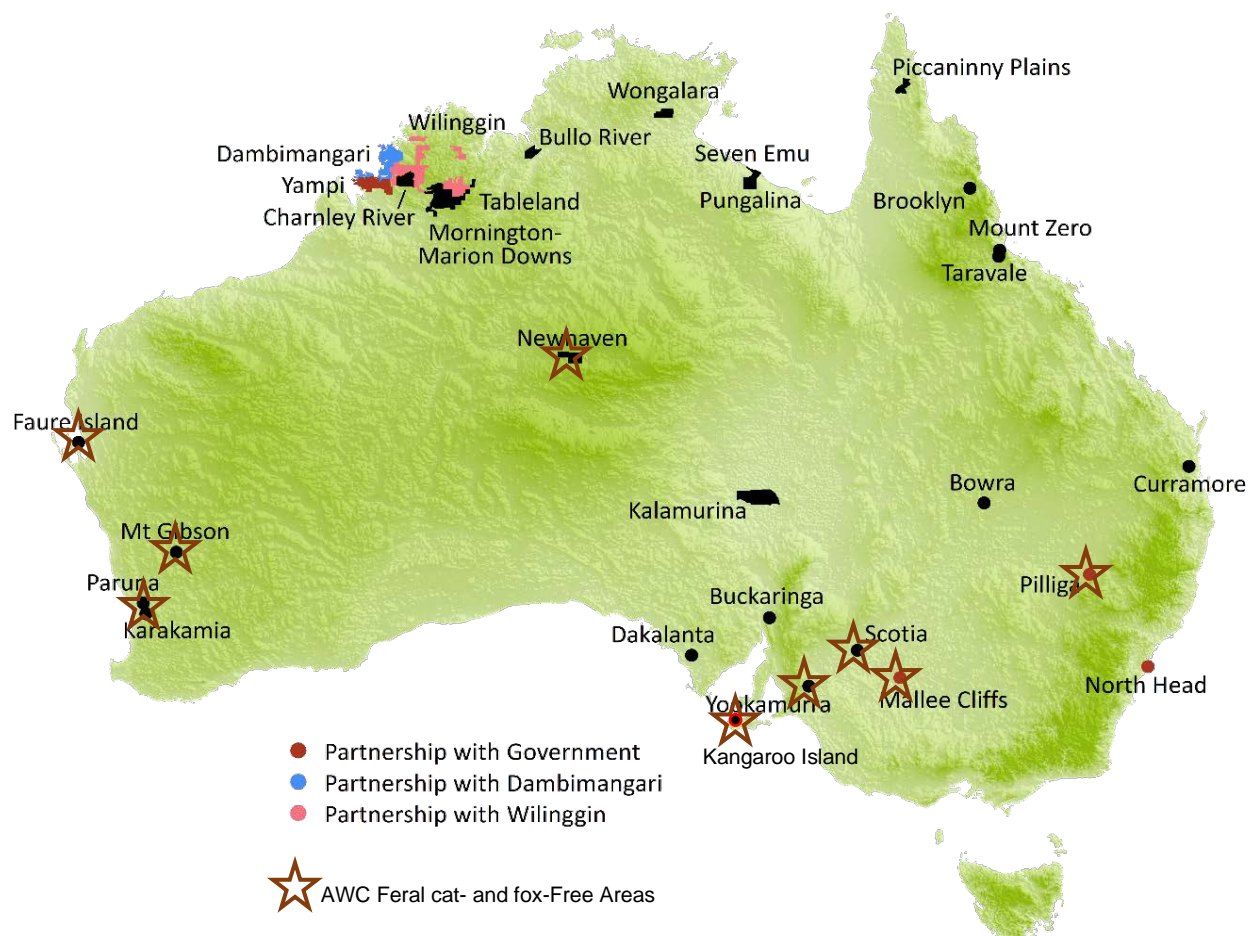 Piccaninny Plains
Wongalara
Wilinggin
Bullo River
Dambimangari
Seven Emu
Yampi
Pungalina
Brooklyn
Charnley River
Tableland
Mornington-
Marion Downs
Mount Zero
Taravale
Newhaven
Faure Island
Bowra
Curramore
Kalamurina
Mt Gibson
Paruna
Pilliga
Karakamia
Buckaringa
Dakalanta
Scotia
North Head
Yookamurra
Mallee Cliffs
Kangaroo Island
Partnership with Government
Partnership with Dambimangari
Partnership with Wilinggin
AWC Feral cat- and fox-Free Areas